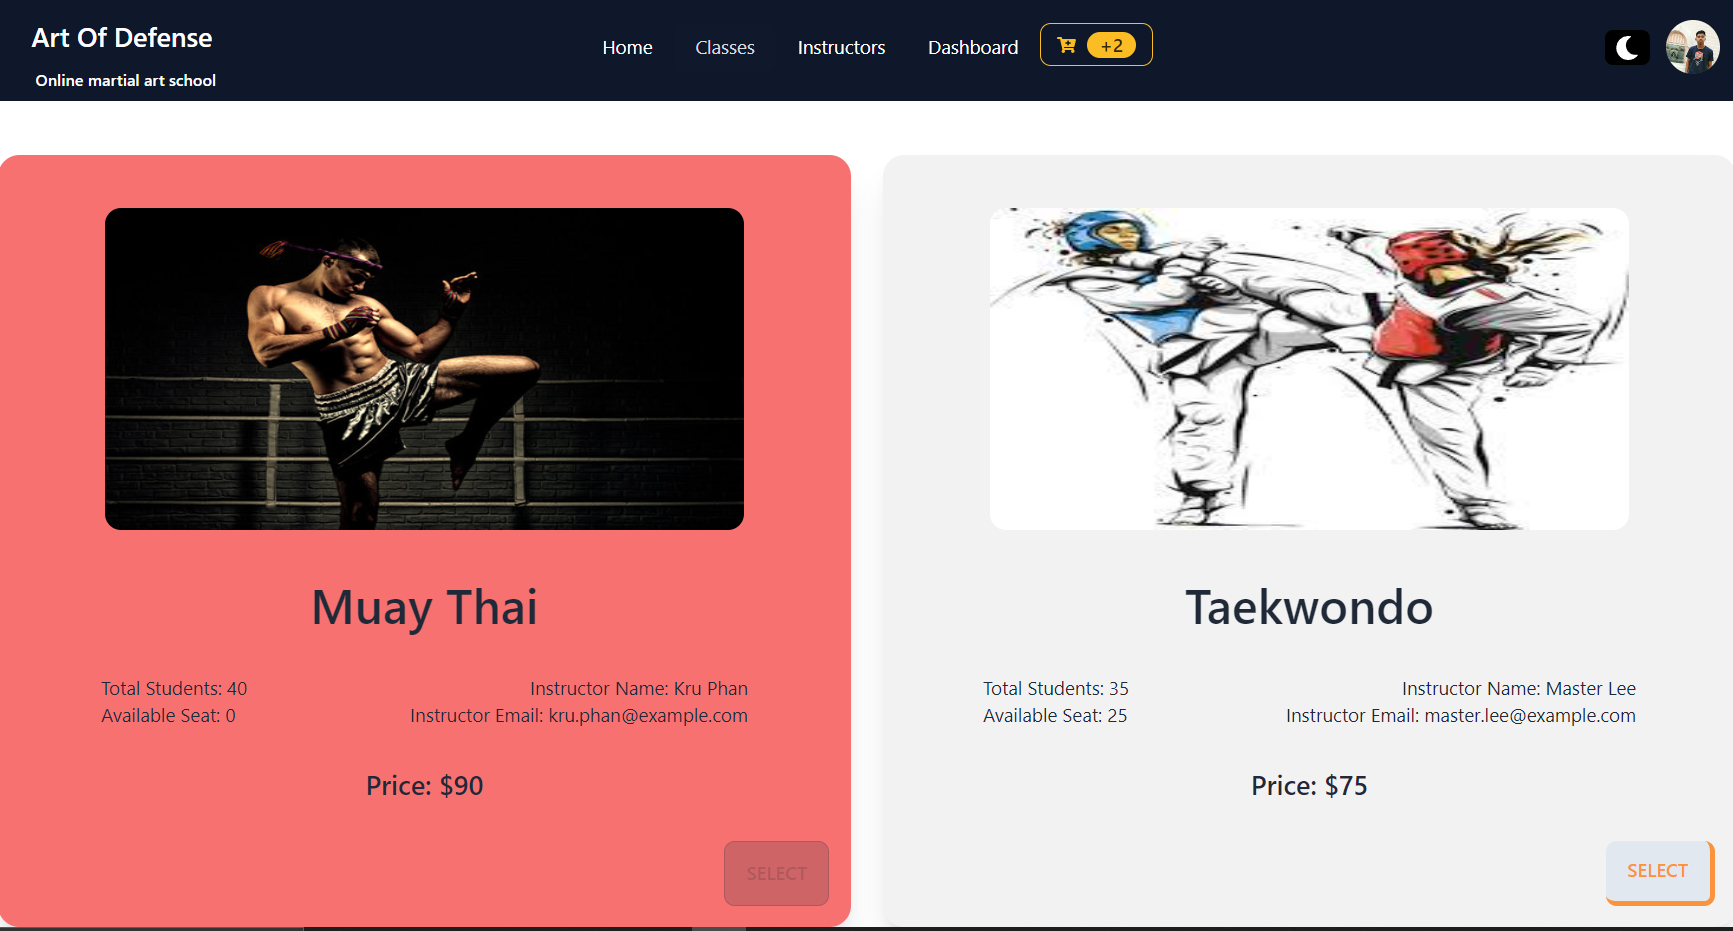 Art Of Defense
Online martial art school
Home Classes Instructors Dashboard +2
Muay Thai
Total Students: 40 Instructor Name: Kru Phan
Available Seat: 0 Instructor Email: kru.phan@example.com
Price: $90
SELECT
Taekwondo
Total Students: 35 Instructor Name: Master Lee
Available Seat: 25 Instructor Email: master.lee@example.com
Price: $75
SELECT